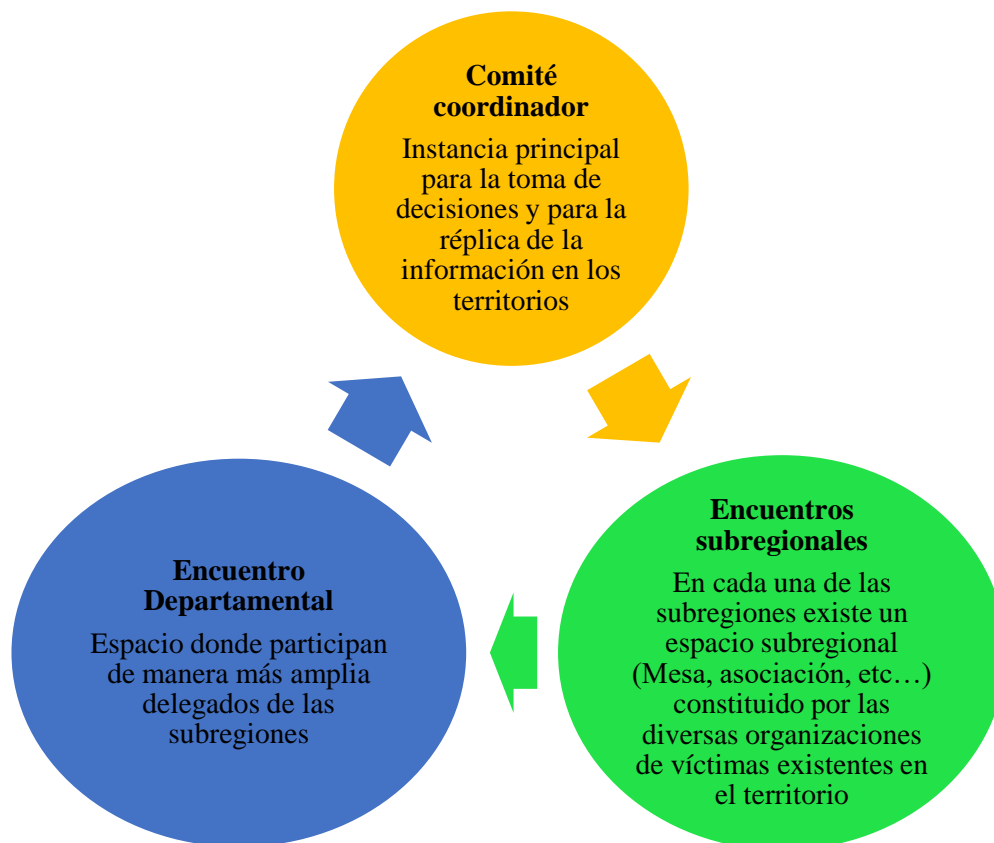 Comité
coordinador
Instancia principal
para la toma de
decisiones y para la
réplica de la
información en los
territorios
Encuentros
subregionales
En cada una de las
subregiones existe un
espacio subregional
(Mesa, asociación, etc…)
constituido por las
diversas organizaciones
de víctimas existentes en
el territorio
Encuentro
Departamental
Espacio donde participan
de manera más amplia
delegados de las
subregiones